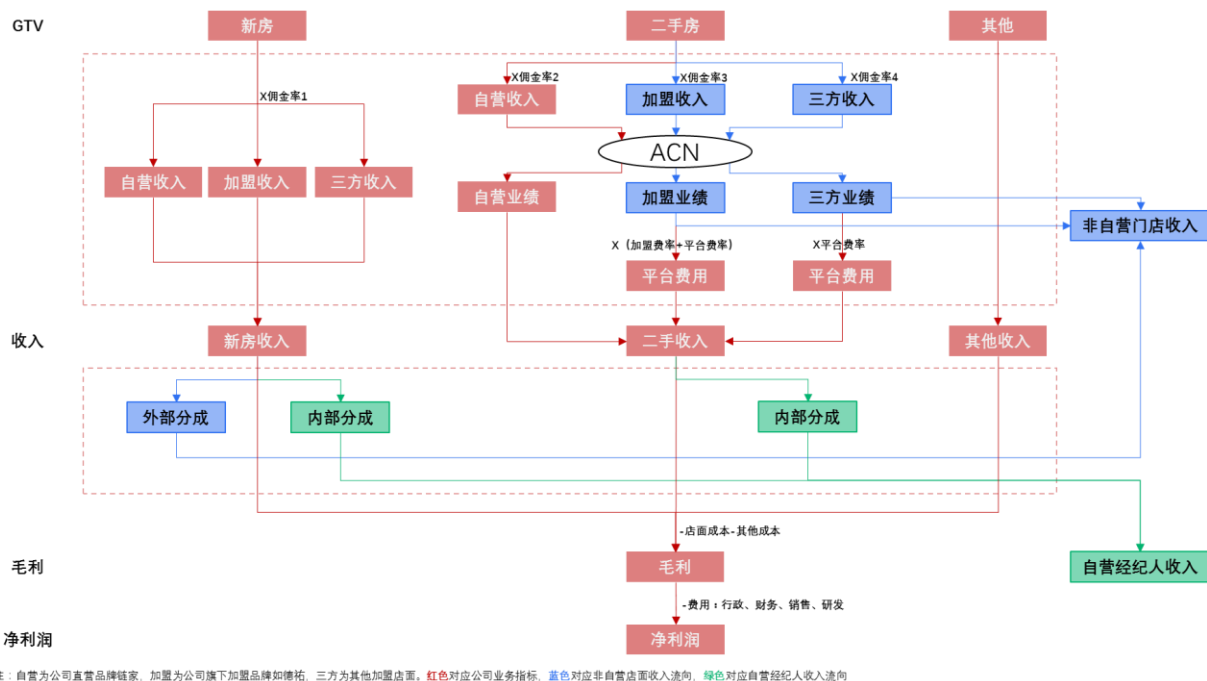 GTV 新房 二手房 其他
X佣金率2 X佣金率3 X佣金率4
自营收入 加盟收入 三方收入
X佣金率1
ACN
自营收入 加盟收入 三方收入
自营业绩 加盟业绩 三方业绩
非自营门店收入
X（加盟费率+平台费率） X平台费率
平台费用 平台费用
收入 新房收入 二手收入 其他收入
外部分成 内部分成 内部分成
-店面成本-其他成本
毛利 毛利 自营经纪人收入
-费用：行政、财务、销售、研发
净利润 净利润
：自营为公司直营品牌链家，加盟为公司旗下加盟品牌如德祐，三方为其他加盟店面。红色对应公司业务指标，蓝色对应非自营店面收入流向，绿色对应自营经纪人收入流向